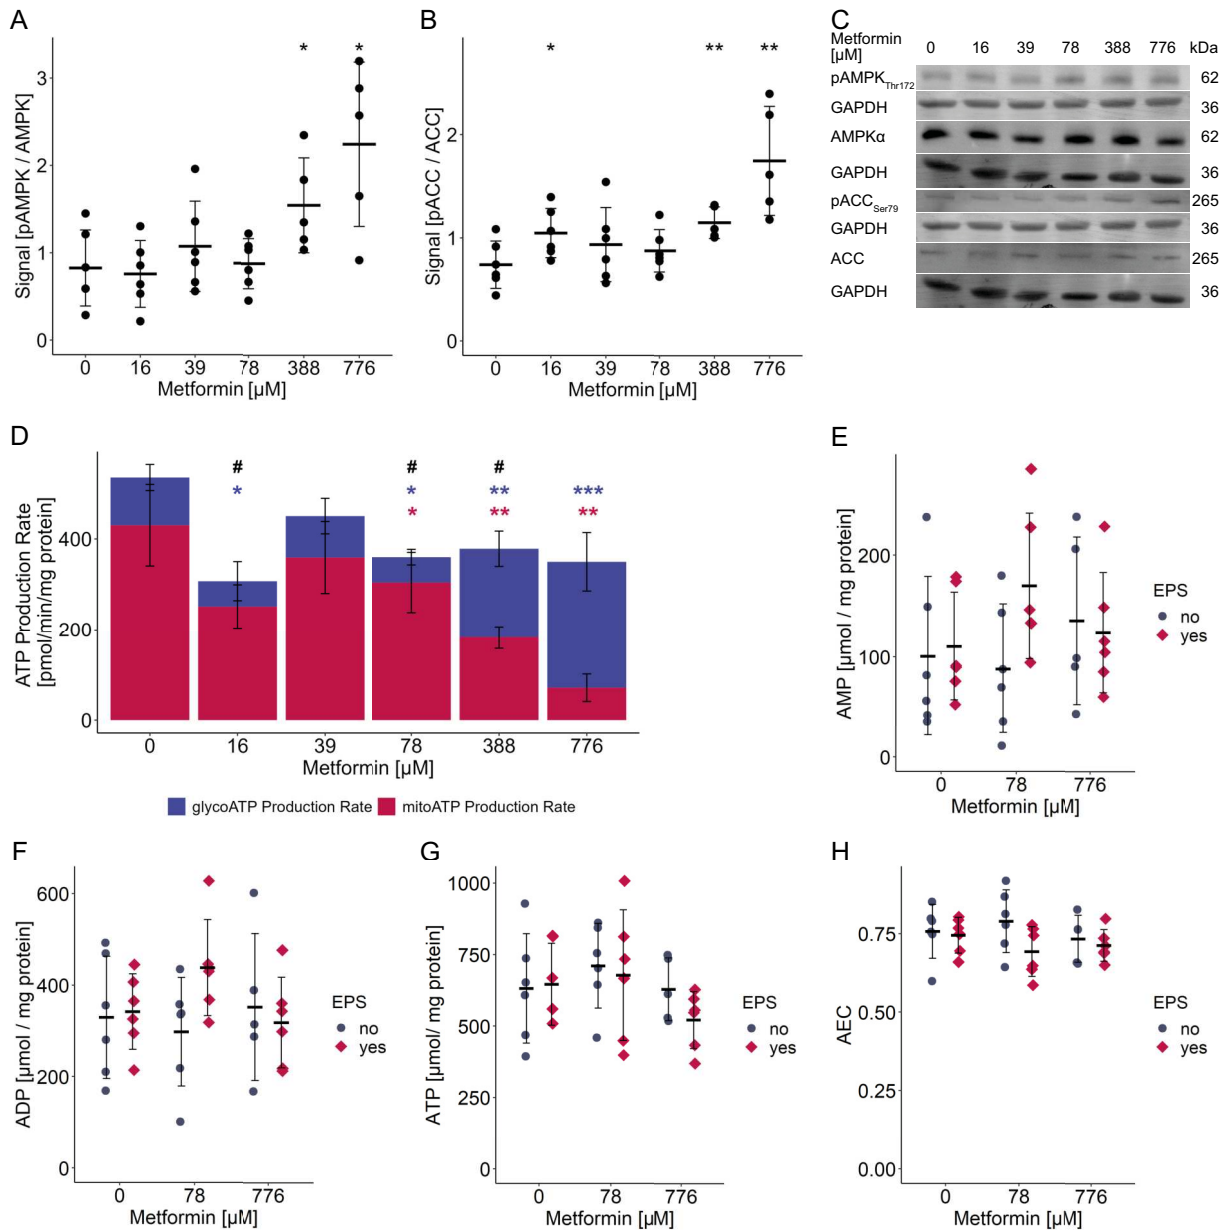 A
Signal [pAMPK / AMPK]
3
2
1
0
* *
0 16 39 78 388 776
Metformin [µM]
B
Signal [pACC / ACC]
2
1
0
* ** **
0 16 39 78 388 776
Metformin [µM]
C
Metformin
[µM]
0 16 39 78 388 776 kDa
pAMPKThr172 62
GAPDH 36
AMPKα 62
GAPDH 36
pACCSer79 265
GAPDH 36
ACC 265
GAPDH 36
D
ATP Production Rate
[pmol/min/mg protein]
400
200
0
# # #
* * ** ***
* ** **
0 16 39 78 388 776
Metformin [µM]
glycoATP Production Rate mitoATP Production Rate
E
AMP [µmol / mg protein]
200
100
0
0 78 776
Metformin [µM]
EPS
no
yes
F
ADP [µmol / mg protein]
600
400
200
0
0 78 776
Metformin [µM]
EPS
no
yes
G
ATP [µmol/ mg protein]
1000
750
500
250
0
0 78 776
Metformin [µM]
EPS
no
yes
H
AEC
0.75
0.50
0.25
0.00
0 78 776
Metformin [µM]
EPS
no
yes